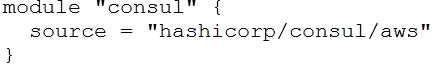 module "consul" {
  source = "hashicorp/consul/aws"
}